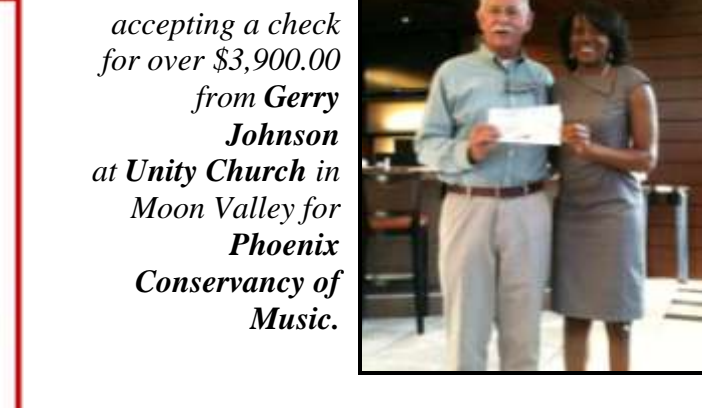 accepting a check
for over $3,900.00
from Gerry
Johnson
at Unity Church in
Moon Valley for
Phoenix
Conservancy of
Music.